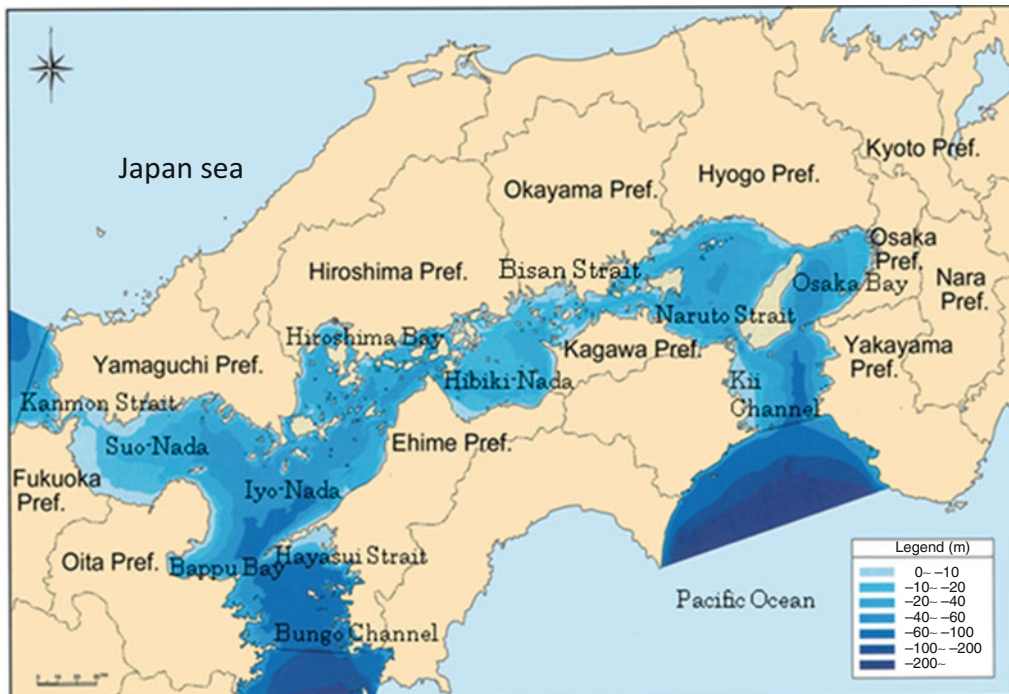 Japan sea
Kyoto Pref.
Hyogo Pref.
Okayama Pref.
Osaka
Pref.
Hiroshima Pref.
Bisan Strait
Osaka Bay
Nara
Pref.
Naruto Strait
Hiroshima Bay
Kagawa Pref.
Yakayama
Pref.
Yamaguchi Pref.
Hibiki-Nada
Kii
Channel
Kanmon Strait
Suo-Nada
Ehime Pref.
Fukuoka
Pref.
Iyo-Nada
Oita Pref.
Bappu Bay
Hayasui Strait
Pacific Ocean
Bungo Channel
Legend (m)
0~ –10
–10~ –20
–20~ –40
–40~ –60
–60~ –100
–100~ –200
–200~